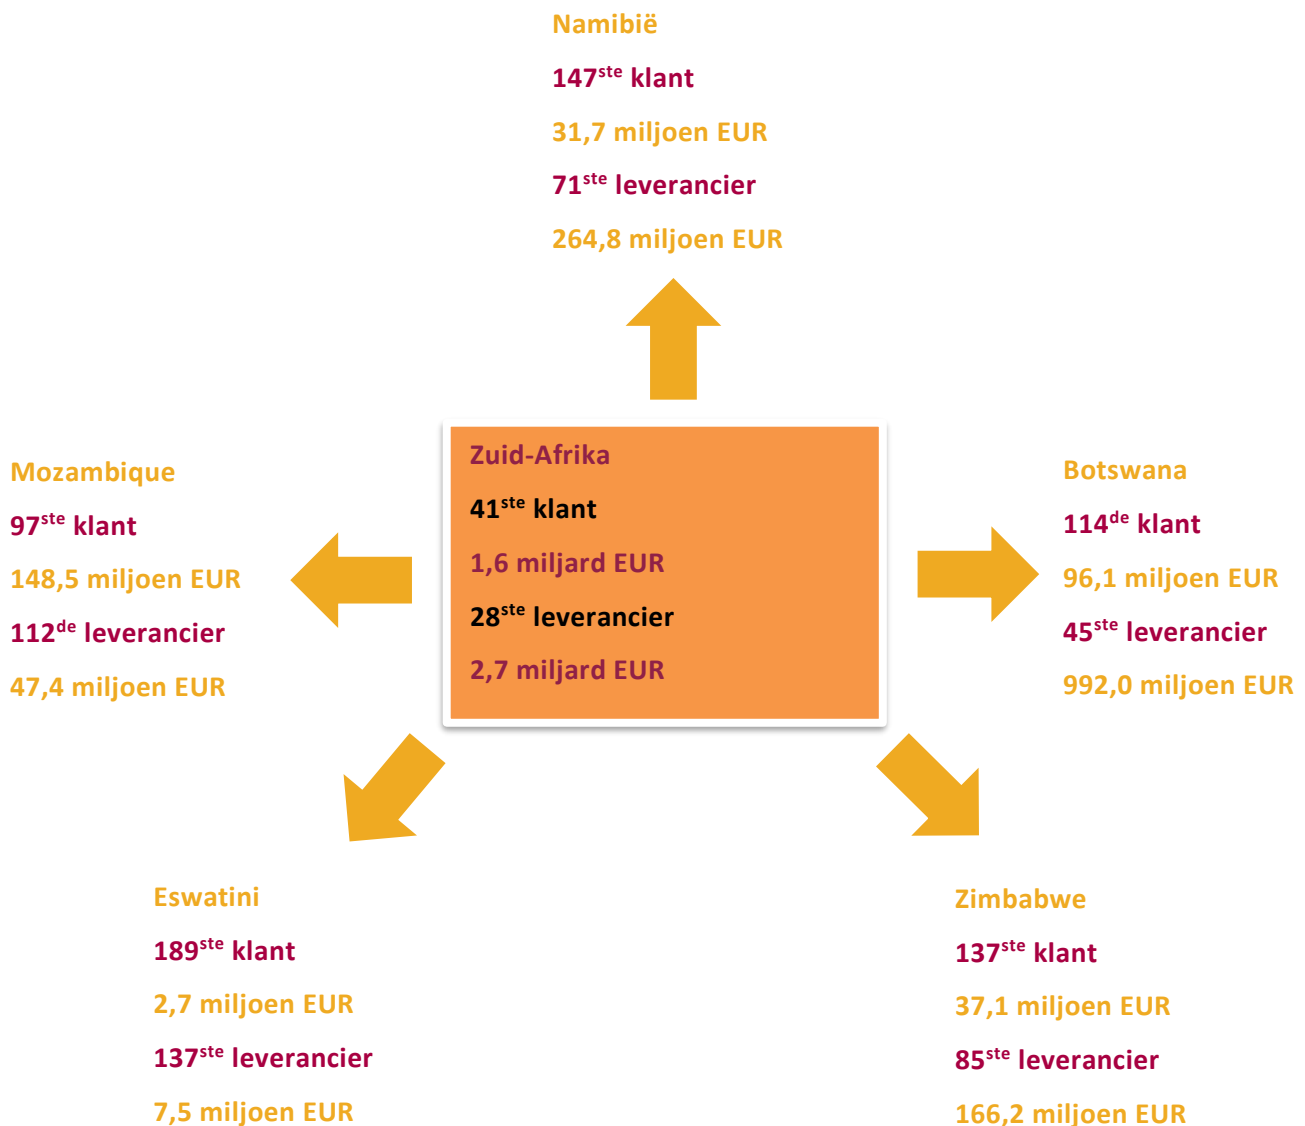 Namibië
147ste klant
31,7 miljoen EUR
71ste leverancier
264,8 miljoen EUR
Mozambique
97ste klant
148,5 miljoen EUR
112de leverancier
47,4 miljoen EUR
Zuid-Afrika
41ste klant
1,6 miljard EUR
28ste leverancier
2,7 miljard EUR
Botswana
114de klant
96,1 miljoen EUR
45ste leverancier
992,0 miljoen EUR
Eswatini
189ste klant
2,7 miljoen EUR
137ste leverancier
7,5 miljoen EUR
Zimbabwe
137ste klant
37,1 miljoen EUR
85ste leverancier
166,2 miljoen EUR